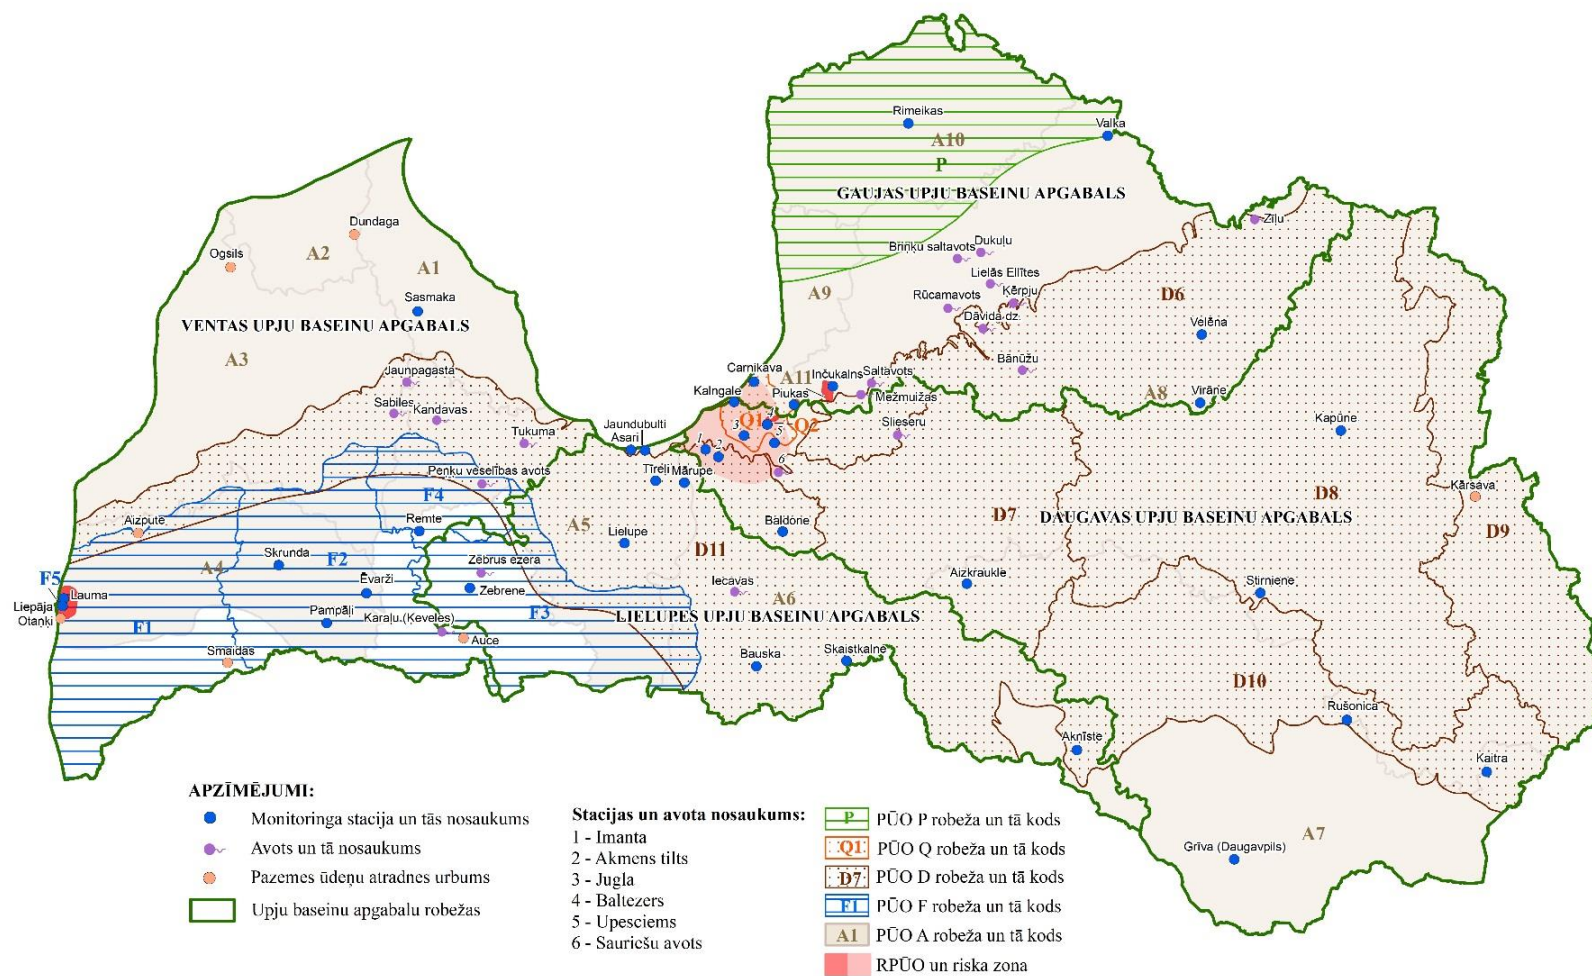 Rimeikas
A10
Valka
P
GAUJAS UPJU BASEINU APGABALS
Dundaga
Ogsils
A2
A1
Sasmaka
VENTAS UPJU BASEINU APGABALS
A3
Ziļu
Briņķu saltavots
Dukuļu
Lielās Ellītes
A9
Rūcamavots
Ķērpju
Dāvida dz.
D6
Velēna
Bānūžu
Jaunpagasta
Carnikava
A11
Inčukalns
Saltavots
Kalngale
Piukas
Mežmuižas
A8
Virāne
Sabiles
Kandavas
Q1
4
Q2
Kapūne
Tukuma
Jaundubulti
Asari
1
2
3
5
6
Slieseru
Penku veselības avots
Tīreļi
Mārupe
F4
D8
Kārsava
Aizpute
Remte
A5
Lielupe
Baldone
D7
DAUGAVAS UPJU BASEINU APGABALS
D9
Skrunda
F2
D11
A4
Zebrus ezera
Ēvarži
Zebrene
Iecavas
A6
Aizkraukle
Stirniene
F5
Lauma
Liepāja
Otaņķi
F1
Pampāļi
Karaļu.(Ķeveles)
F3
LIELUPES UPJU BASEINU APGABALS
Auce
Smaidas
Bauska
Skaistkalne
D10
Rušonica
Aknīste
Kaitra
A7
Grīva (Daugavpils)
APZĪMĒJUMI:
Monitoringa stacija un tās nosaukums
Avots un tā nosaukums
Pazemes ūdeņu atradnes urbums
Upju baseinu apgabalu robežas
Stacijas un avota nosaukums:
1 - Imanta
2 - Akmens tilts
3 - Jugla
4 - Baltezers
5 - Upesciems
6 - Sauriešu avots
P PŪO P robeža un tā kods
Q1 PŪO Q robeža un tā kods
D7 PŪO D robeža un tā kods
F1 PŪO F robeža un tā kods
A1 PŪO A robeža un tā kods
RPŪO un riska zona